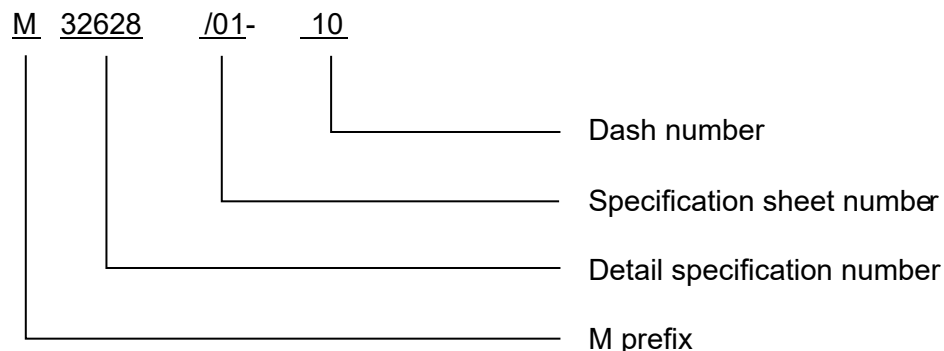 M 32628 /01- 10
Dash number
Specification sheet number
Detail specification number
M prefix